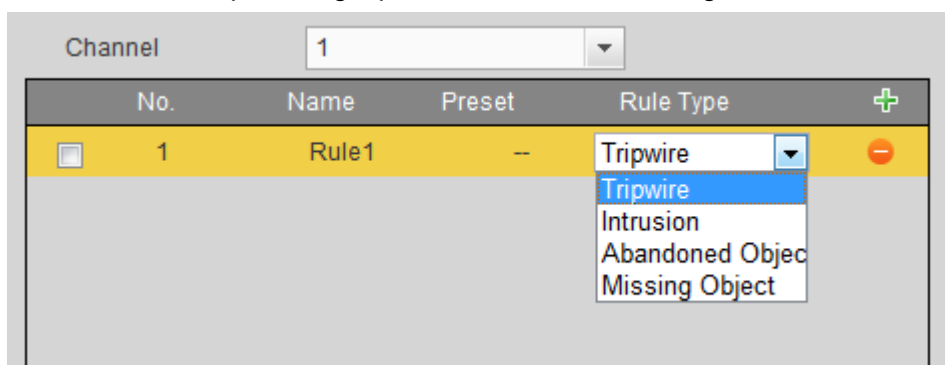 Channel 1
No. Name Preset Rule Type
1 Rule1 -- Tripwire
Tripwire
Intrusion
Abandoned Objec
Missing Object